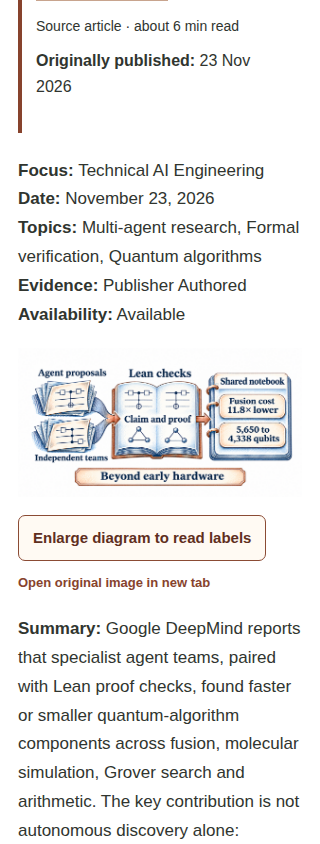 Source article · about 6 min read
Originally published: 23 Nov
2026
Focus: Technical AI Engineering
Date: November 23, 2026
Topics: Multi-agent research, Formal
verification, Quantum algorithms
Evidence: Publisher Authored
Availability: Available
Agent proposals
Independent teams
Lean checks
Claim and proof
Shared notebook
Fusion cost
11.8× lower
5,650 to
4,338 qubits
Beyond early hardware
Enlarge diagram to read labels
Open original image in new tab
Summary: Google DeepMind reports
that specialist agent teams, paired
with Lean proof checks, found faster
or smaller quantum-algorithm
components across fusion, molecular
simulation, Grover search and
arithmetic. The key contribution is not
autonomous discovery alone: